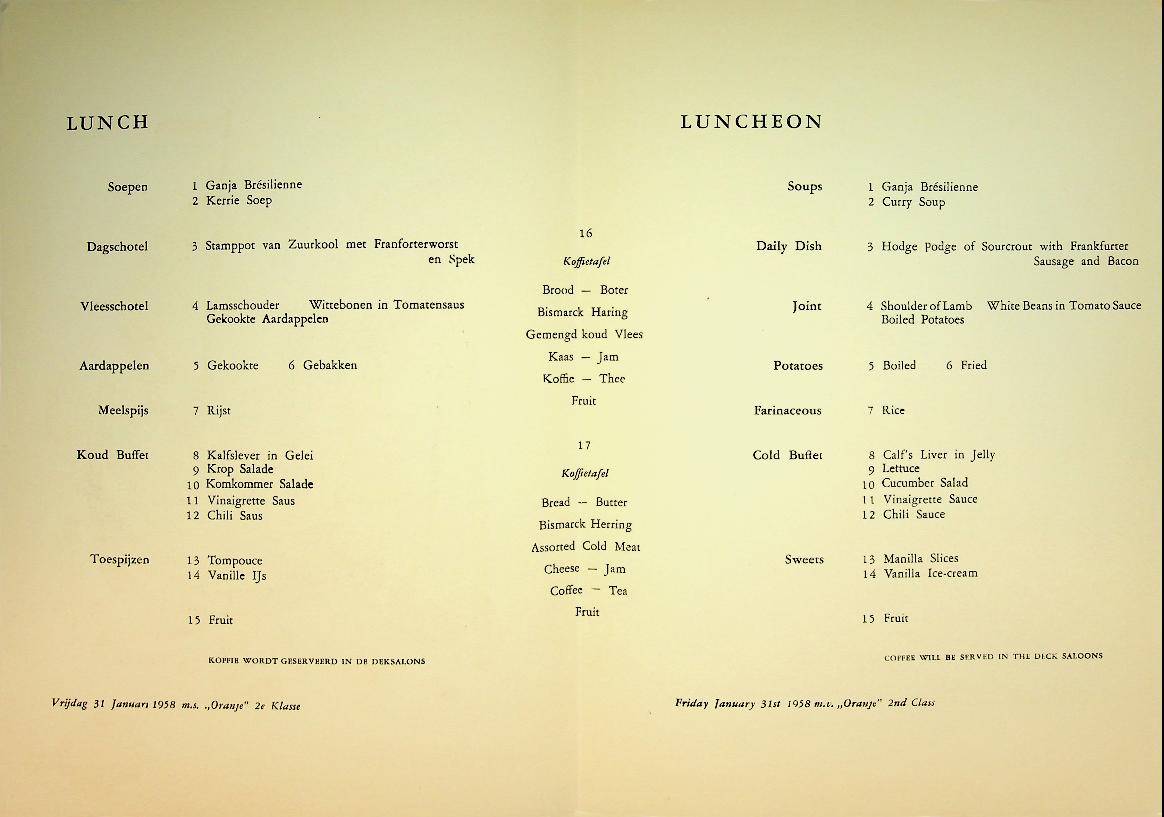 LUNCH
Soepen
1 Ganja Brésilienne
2 Kerrie Soep
Dagschotel
3 Stamppot van Zuurkool met Franforterworst
en Spek
Vleesschotel
4 Lamsschouder Wittebonen in Tomatensaus
Gekookte Aardappelen
Aardappelen
5 Gekookte 6 Gebakken
Meelspijs
7 Rijst
Koud Buffet
8 Kalfslever in Gelei
9 Krop Salade
10 Komkommer Salade
11 Vinaigrette Saus
12 Chili Saus
Toespijzen
13 Tompouce
14 Vanille IJs
15 Fruit
KOFFIE WORDT GESERVEERD IN DE DEKSALONS
Vrijdag 31 Januari 1958 m.s. „Oranje" 2e Klasse
16
Koffietafel
Brood — Boter
Bismarck Haring
Gemengd koud Vlees
Kaas — Jam
Koffie — Thee
Fruit
17
Koffietafel
Bread — Butter
Bismarck Herring
Assorted Cold Meat
Cheese — Jam
Coffee — Tea
Fruit
LUNCHEON
Soups
1 Ganja Brésilienne
2 Curry Soup
Daily Dish
3 Hodge Podge of Sourcrout with Frankfurter
Sausage and Bacon
Joint
4 Shoulder of Lamb White Beans in Tomato Sauce
Boiled Potatoes
Potatoes
5 Boiled 6 Fried
Farinaceous
7 Rice
Cold Buffet
8 Calf's Liver in Jelly
9 Lettuce
10 Cucumber Salad
11 Vinaigrette Sauce
12 Chili Sauce
Sweets
13 Manilla Slices
14 Vanilla Ice-cream
15 Fruit
COFFEE WILL BE SERVED IN THE DECK SALOONS
Friday January 31st 1958 m.v. „Oranje" 2nd Class